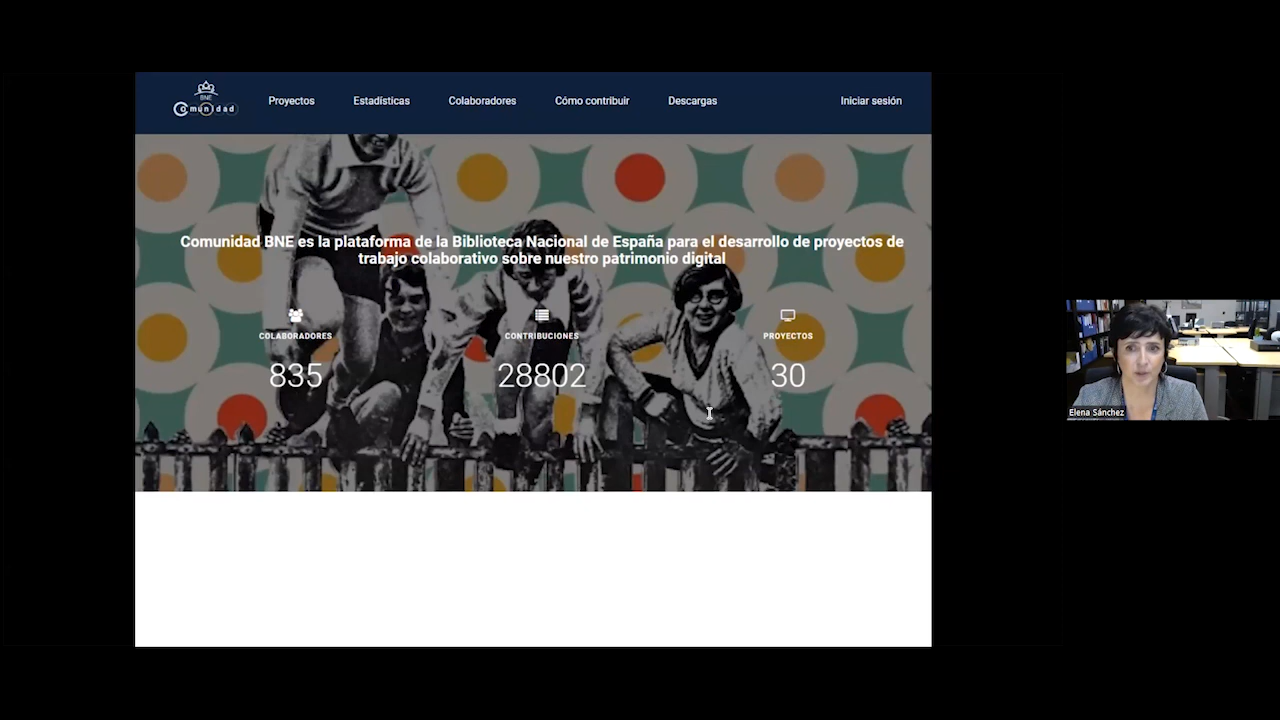 BNE
Comunidad
Proyectos
Estadísticas
Colaboradores
Cómo contribuir
Descargas
Iniciar sesión
Comunidad BNE es la plataforma de la Biblioteca Nacional de España para el desarrollo de proyectos de
trabajo colaborativo sobre nuestro patrimonio digital
COLABORADORES
CONTRIBUCIONES
PROYECTOS
835
28802
30
Elena Sánchez